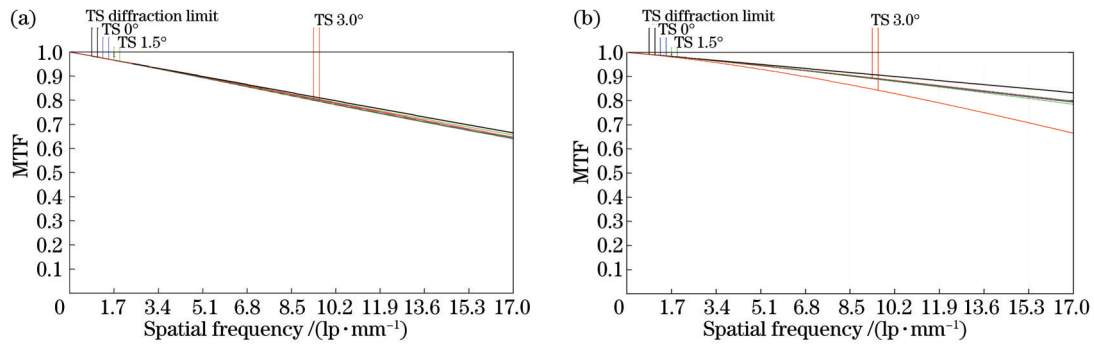 (a)
TS diffraction limit
TS 0°
TS 1.5°
TS 3.0°
MTF
1.0
0.9
0.8
0.7
0.6
0.5
0.4
0.3
0.2
0.1
0 1.7 3.4 5.1 6.8 8.5 10.2 11.9 13.6 15.3 17.0
Spatial frequency /(lp·mm⁻¹)
(b)
TS diffraction limit
TS 0°
TS 1.5°
TS 3.0°
MTF
1.0
0.9
0.8
0.7
0.6
0.5
0.4
0.3
0.2
0.1
0 1.7 3.4 5.1 6.8 8.5 10.2 11.9 13.6 15.3 17.0
Spatial frequency /(lp·mm⁻¹)